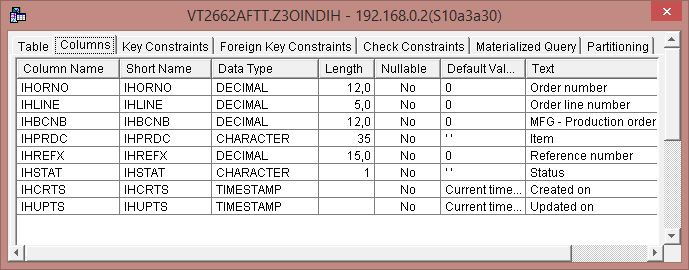 VT2662AFTT.Z3OINDIH - 192.168.0.2(S10a3a30)
Table Columns Key Constraints Foreign Key Constraints Check Constraints Materialized Query Partitioning
Column Name Short Name Data Type Length Nullable Default Val... Text
IHORNO IHORNO DECIMAL 12,0 No 0 Order number
IHLINE IHLINE DECIMAL 5,0 No 0 Order line number
IHBCNB IHBCNB DECIMAL 12,0 No 0 MFG - Production order
IHPRDC IHPRDC CHARACTER 35 No ' ' Item
IHREFX IHREFX DECIMAL 15,0 No 0 Reference number
IHSTAT IHSTAT CHARACTER 1 No ' ' Status
IHCRTS IHCRTS TIMESTAMP No Current time... Created on
IHUPTS IHUPTS TIMESTAMP No Current time... Updated on